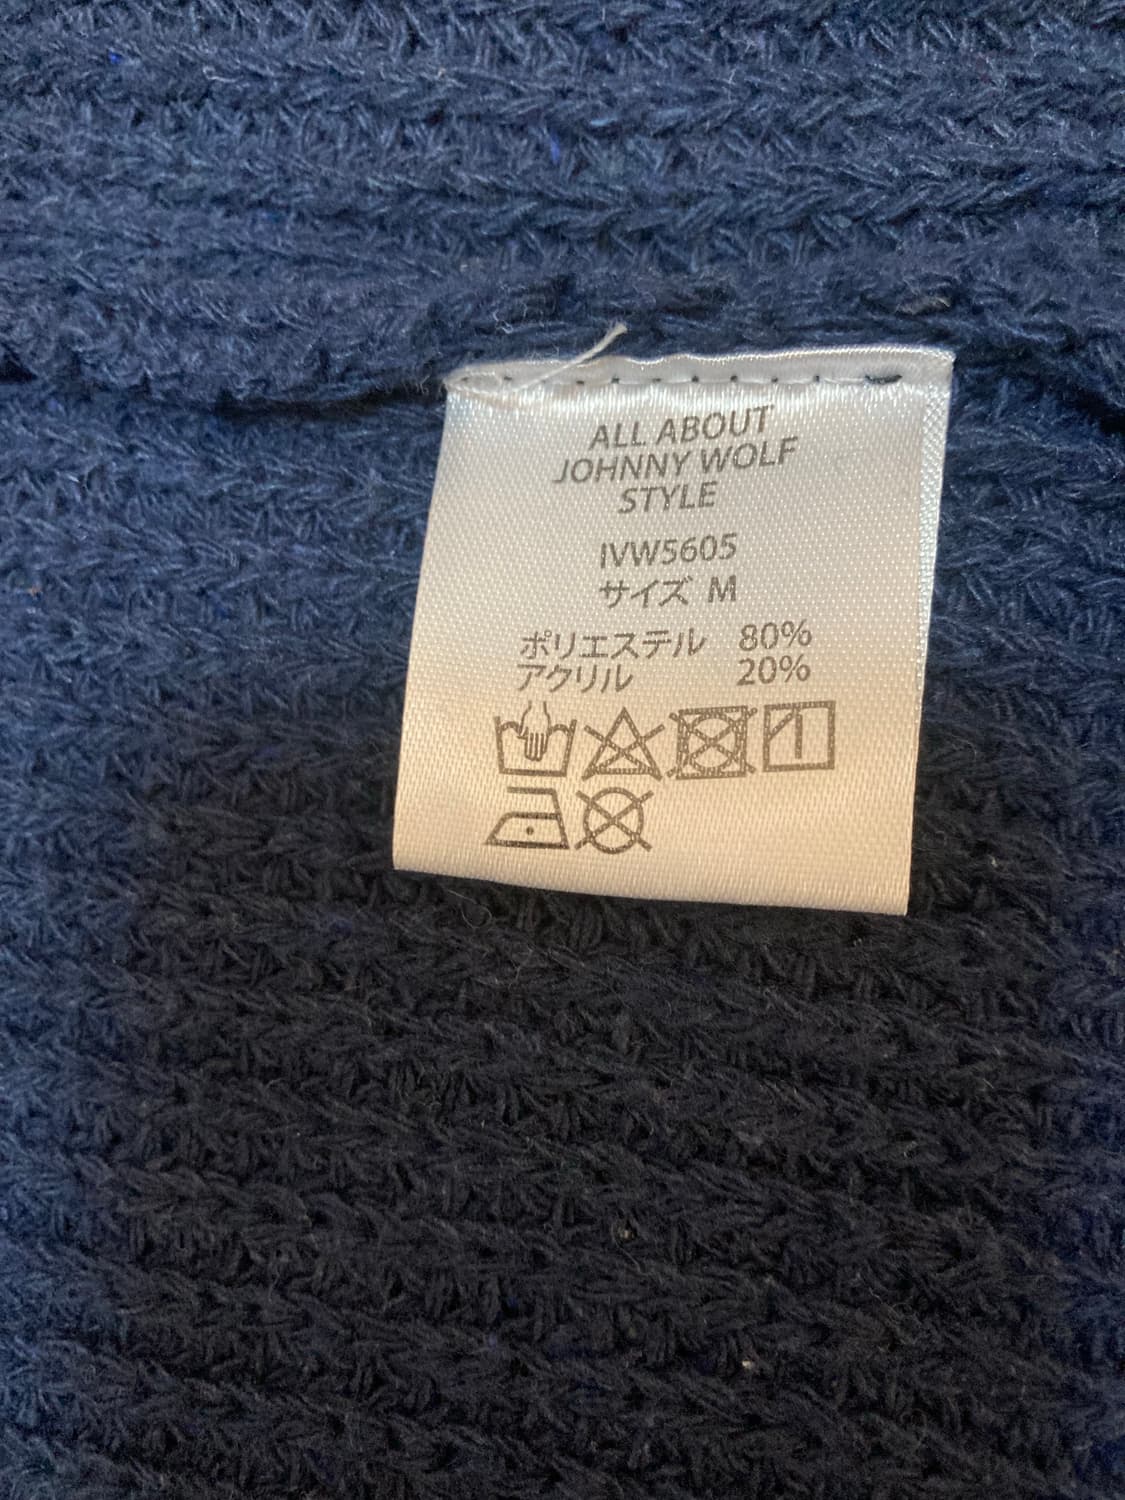 ALL ABOUT
JOHNNY WOLF
STYLE
IVW5605
サイズ M
ポリエステル 80%
アクリル 20%